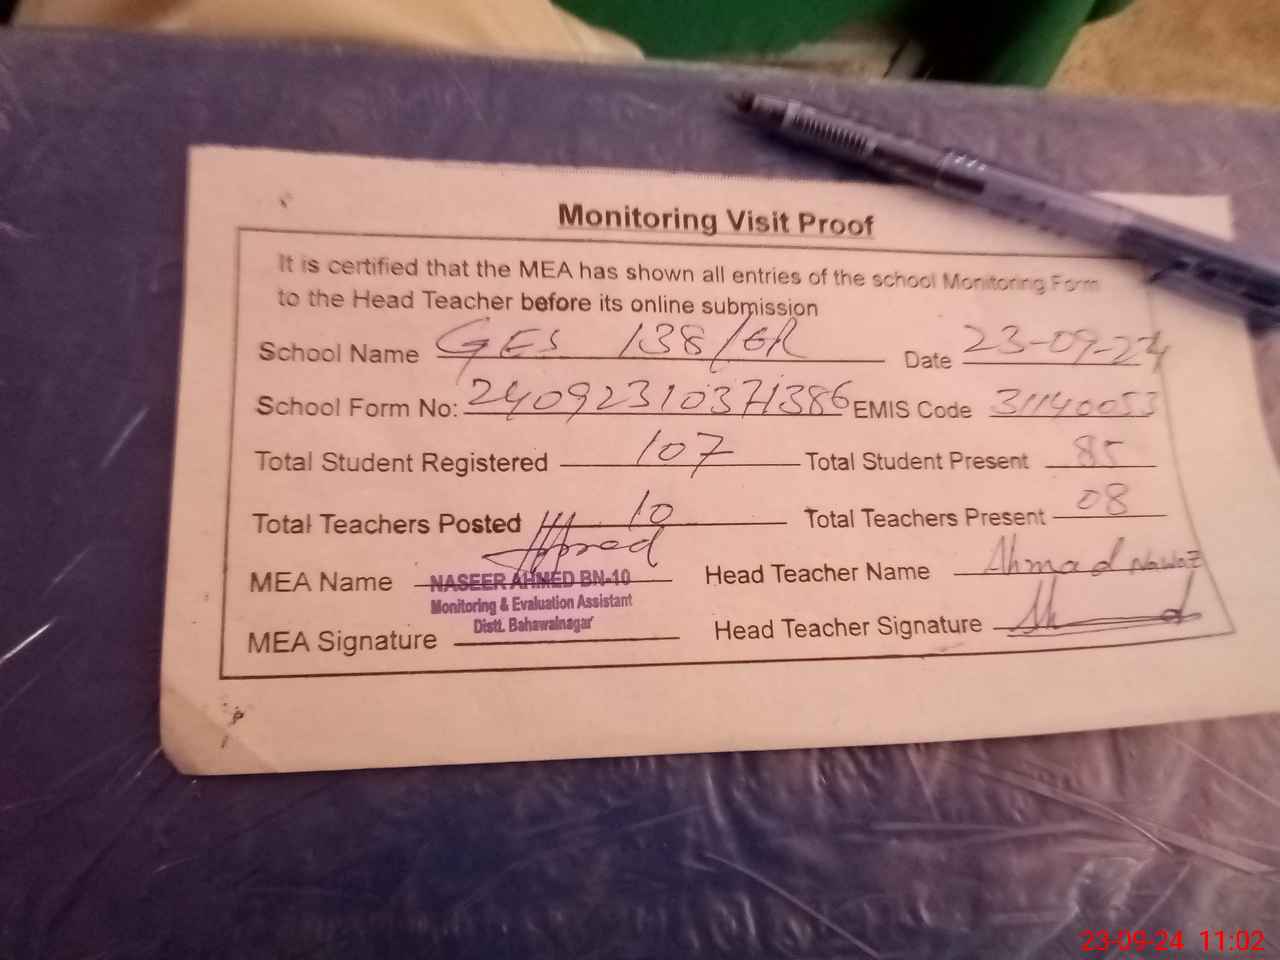 Monitoring Visit Proof
It is certified that the MEA has shown all entries of the school Monitoring Form
to the Head Teacher before its online submission
School Name GES 138/6R Date 23-09-24
School Form No: 24092310371386 EMIS Code 31140053
Total Student Registered 107 Total Student Present 85
Total Teachers Posted 10 Total Teachers Present 08
MEA Name NASEER AHMED BN-10 Head Teacher Name Ahmad Nawaz
Monitoring & Evaluation Assistant
Distt. Bahawalnagar
MEA Signature Head Teacher Signature
23-09-24 11:02